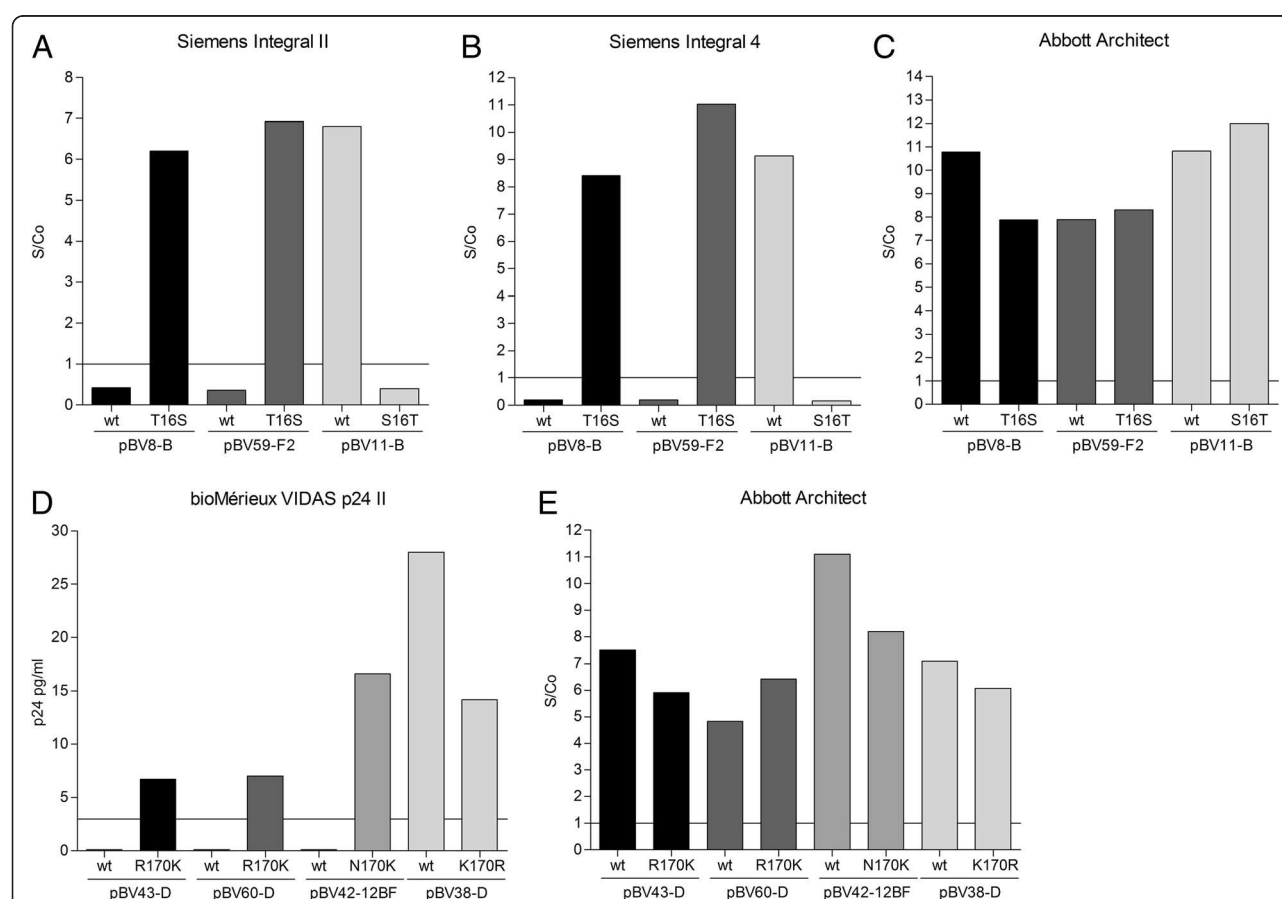 A
Siemens Integral II
8
7
6
5
4
3
2
1
0
S/Co
wt T16S wt T16S wt S16T
pBV8-B pBV59-F2 pBV11-B
B
Siemens Integral 4
12
11
10
9
8
7
6
5
4
3
2
1
0
S/Co
wt T16S wt T16S wt S16T
pBV8-B pBV59-F2 pBV11-B
C
Abbott Architect
14
13
12
11
10
9
8
7
6
5
4
3
2
1
0
S/Co
wt T16S wt T16S wt S16T
pBV8-B pBV59-F2 pBV11-B
D
bioMérieux VIDAS p24 II
30
25
20
15
10
5
0
p24 pg/ml
wt R170K wt R170K wt N170K wt K170R
pBV43-D pBV60-D pBV42-12BF pBV38-D
E
Abbott Architect
12
11
10
9
8
7
6
5
4
3
2
1
0
S/Co
wt R170K wt R170K wt N170K wt K170R
pBV43-D pBV60-D pBV42-12BF pBV38-D